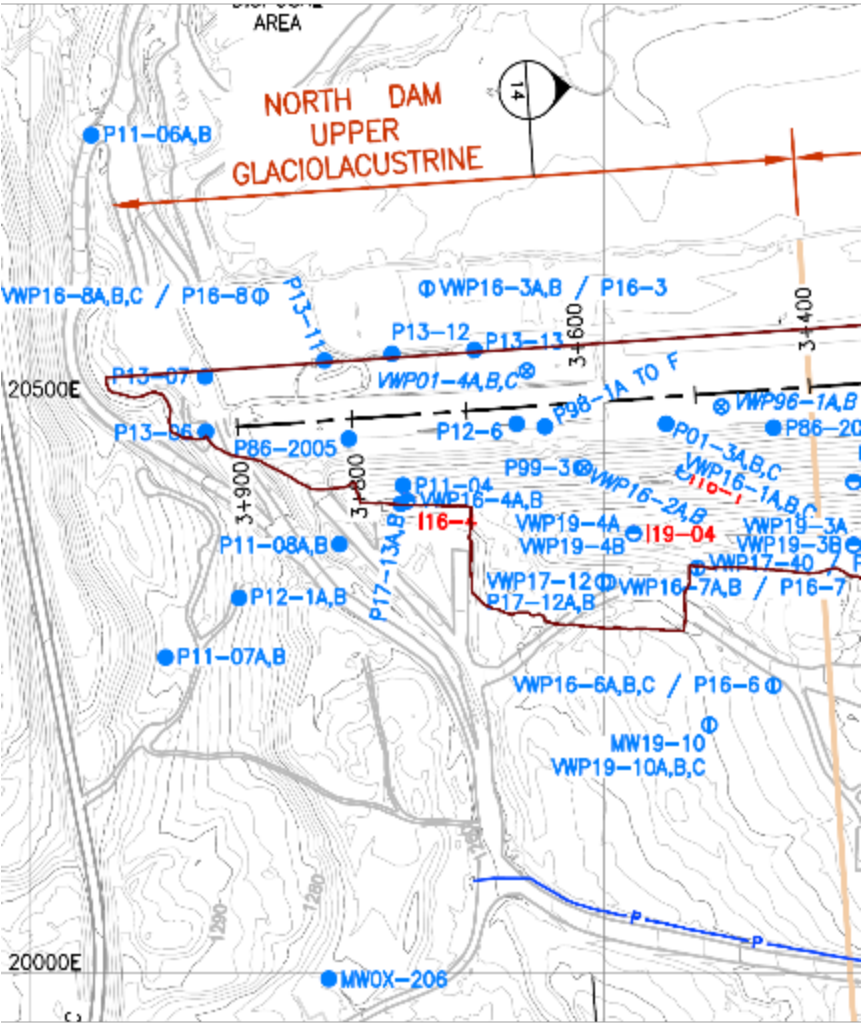 AREA
NORTH DAM
UPPER
GLACIOLACUSTRINE
14
P11-06A,B
VWP16-8A,B,C / P16-8
P13-11
VWP16-3A,B / P16-3
P13-12
P13-13
3+600
3+400
P13-07
20500E
VWP01-4A,B,C
P98-1A TO F
VWP96-1A,B
P13-06
P86-2005
P12-6
P01-3A,B,C
P86-20
3+900
3+800
P11-04
P99-3
VWP16-2A,B
VWP16-1A,B,C
VWP16-4A,B
I16-4
P17-13A,B
VWP19-4A
VWP19-4B
I19-04
VWP19-3A
VWP19-3B
P11-08A,B
VWP17-40 /
P12-1A,B
VWP17-12
P17-12A,B
VWP16-7A,B / P16-7
P11-07A,B
VWP16-6A,B,C / P16-6
MW19-10
VWP19-10A,B,C
1290
1280
P
P
20000E
MWOX-206